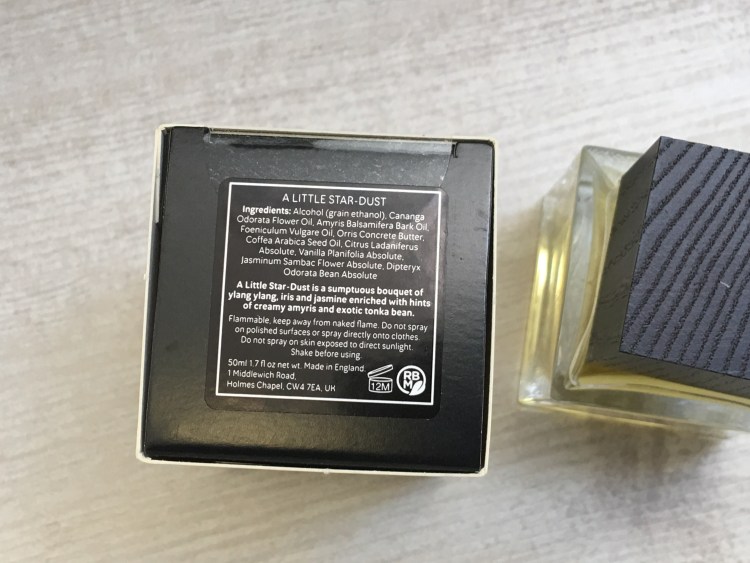 A LITTLE STAR-DUST
Ingredients: Alcohol (grain ethanol), Cananga
Odorata Flower Oil, Amyris Balsamifera Bark Oil,
Foeniculum Vulgare Oil, Orris Concrete Butter,
Coffea Arabica Seed Oil, Citrus Ladaniferus
Absolute, Vanilla Planifolia Absolute,
Jasminum Sambac Flower Absolute, Dipteryx
Odorata Bean Absolute
A Little Star-Dust is a sumptuous bouquet of
ylang ylang, iris and jasmine enriched with hints
of creamy amyris and exotic tonka bean.
Flammable, keep away from naked flame. Do not spray
on polished surfaces or spray directly onto clothes.
Do not spray on skin exposed to direct sunlight.
Shake before using.
50ml 1.7 fl oz net wt. Made in England.
1 Middlewich Road,
Holmes Chapel, CW4 7EA, UK
12M
RB
M